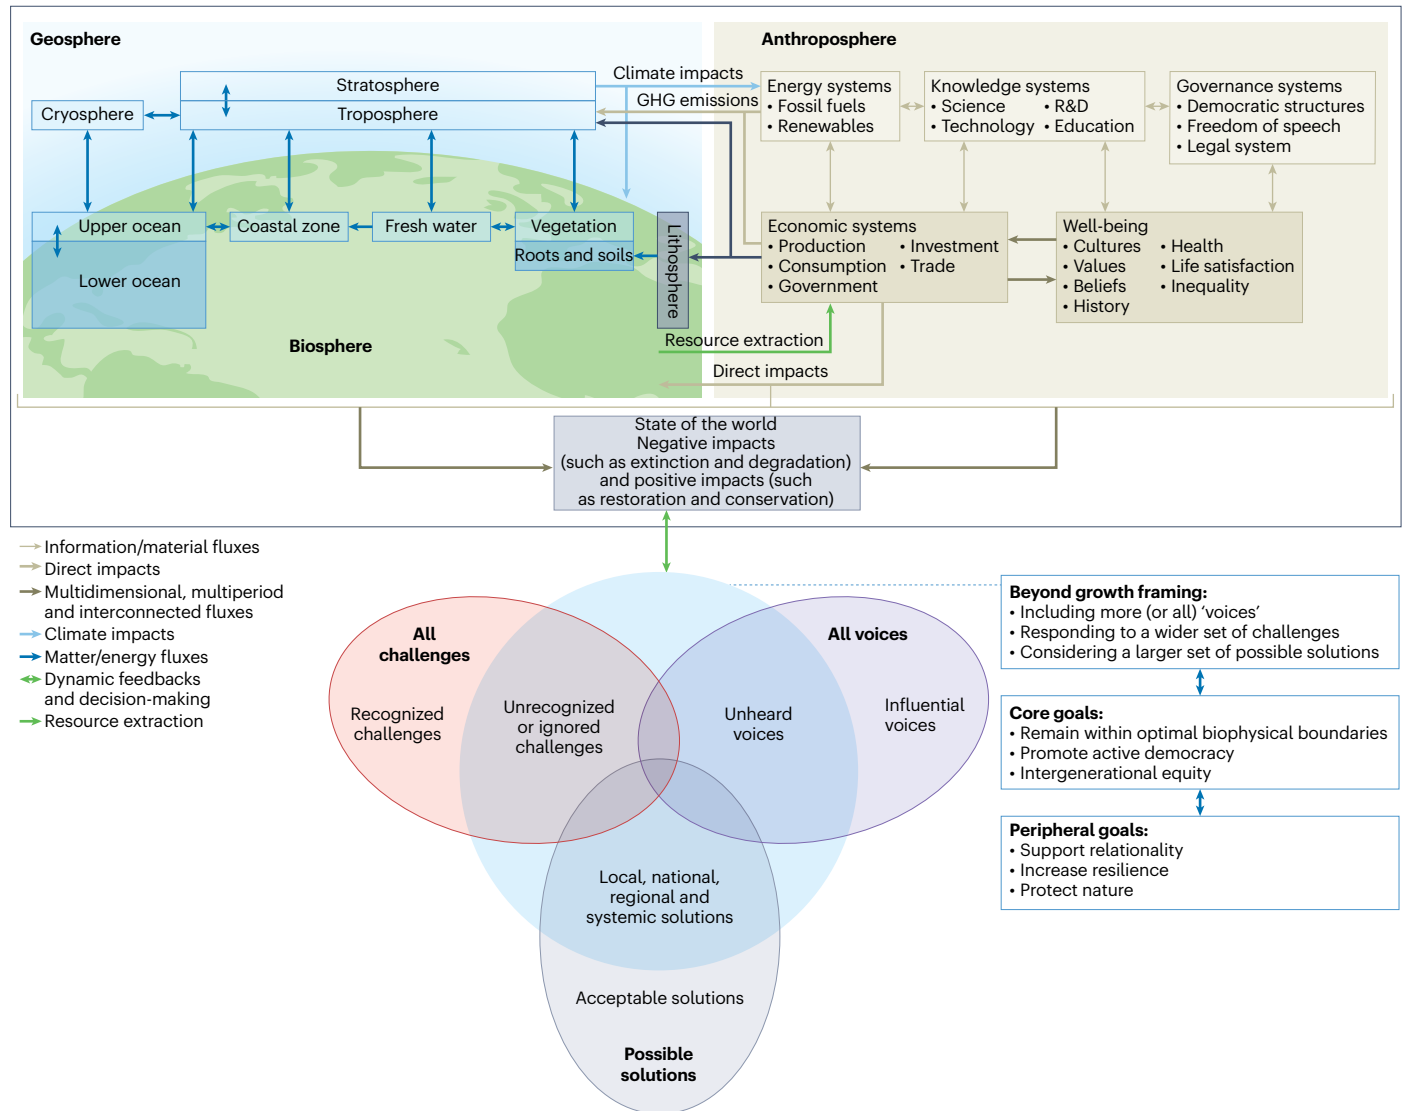 Geosphere
Anthroposphere
Stratosphere
Troposphere
Cryosphere
Climate impacts
GHG emissions
Energy systems
• Fossil fuels
• Renewables
Knowledge systems
• Science
• Technology
• R&D
• Education
Governance systems
• Democratic structures
• Freedom of speech
• Legal system
Upper ocean
Lower ocean
Coastal zone
Fresh water
Vegetation
Roots and soils
Lithosphere
Economic systems
• Production
• Consumption
• Government
• Investment
• Trade
Well-being
• Cultures
• Values
• Beliefs
• History
• Health
• Life satisfaction
• Inequality
Biosphere
Resource extraction
Direct impacts
State of the world
Negative impacts
(such as extinction and degradation)
and positive impacts (such
as restoration and conservation)
Information/material fluxes
Direct impacts
Multidimensional, multiperiod
and interconnected fluxes
Climate impacts
Matter/energy fluxes
Dynamic feedbacks
and decision-making
Resource extraction
All
challenges
Recognized
challenges
Unrecognized
or ignored
challenges
All voices
Unheard
voices
Influential
voices
Local, national,
regional and
systemic solutions
Acceptable solutions
Possible
solutions
Beyond growth framing:
• Including more (or all) ‘voices’
• Responding to a wider set of challenges
• Considering a larger set of possible solutions
Core goals:
• Remain within optimal biophysical boundaries
• Promote active democracy
• Intergenerational equity
Peripheral goals:
• Support relationality
• Increase resilience
• Protect nature